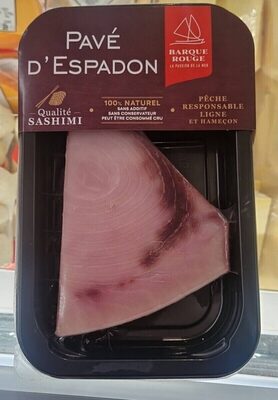 PAVÉ
D'ESPADON
BARQUE
ROUGE
LA PASSION DE LA MER
Qualité
SASHIMI
100% NATUREL
SANS ADDITIF
SANS CONSERVATEUR
PEUT ÊTRE CONSOMMÉ CRU
PÊCHE
RESPONSABLE
LIGNE
ET HAMEÇON